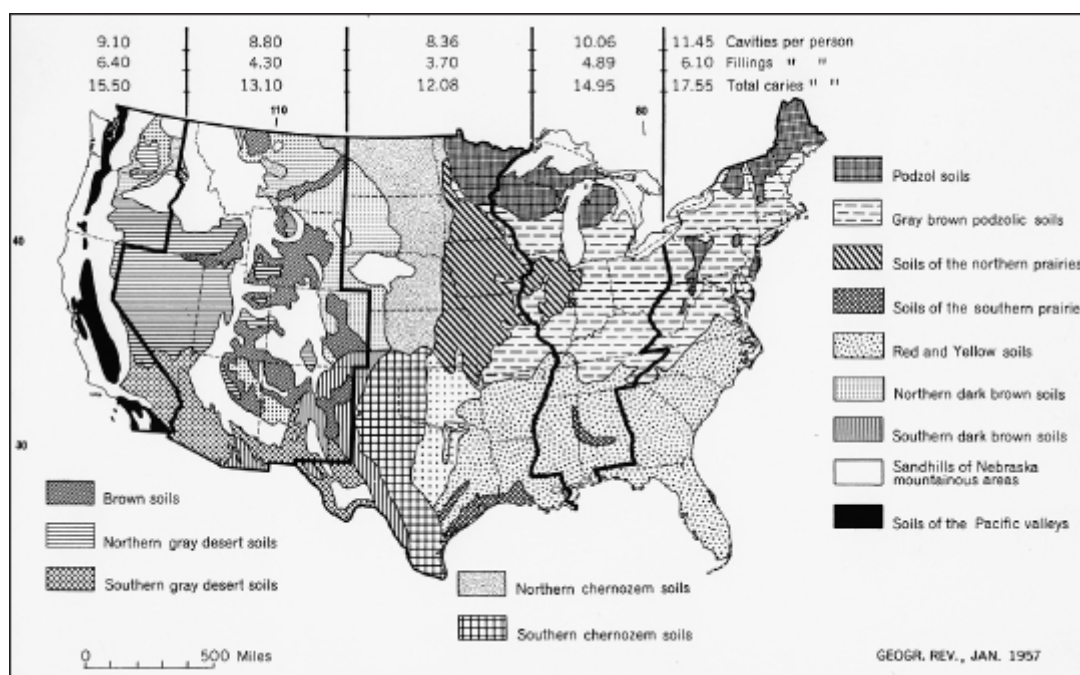 9.10 8.80 8.36 10.06 11.45 Cavities per person
6.40 4.30 3.70 4.89 6.10 Fillings " "
15.50 13.10 12.08 14.95 17.55 Total caries " "
110
80
40
30
Podzol soils
Gray brown podzolic soils
Soils of the northern prairies
Soils of the southern prairie
Red and Yellow soils
Northern dark brown soils
Southern dark brown soils
Sandhills of Nebraska
mountainous areas
Soils of the Pacific valleys
Brown soils
Northern gray desert soils
Southern gray desert soils
Northern chernozem soils
Southern chernozem soils
0 500 Miles
GEOGR. REV., JAN. 1957